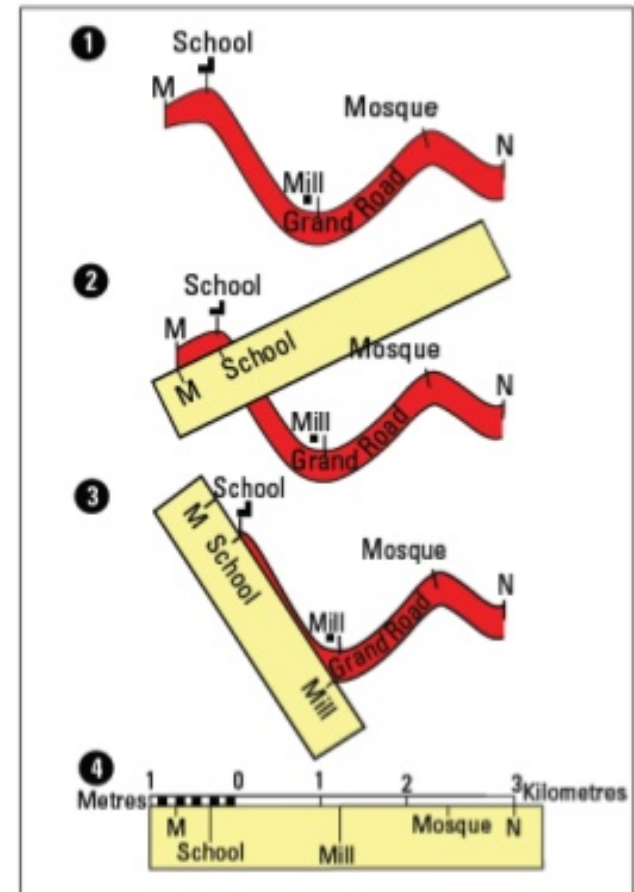 1
School
M
Mosque
N
Mill
Grand Road
2
School
M
Mosque
School
M
N
Mill
Grand Road
3
School
M
School
Mosque
N
Mill
Grand Road
Mill
4
1 0 1 2 3
Metres Kilometres
M Mosque N
School Mill